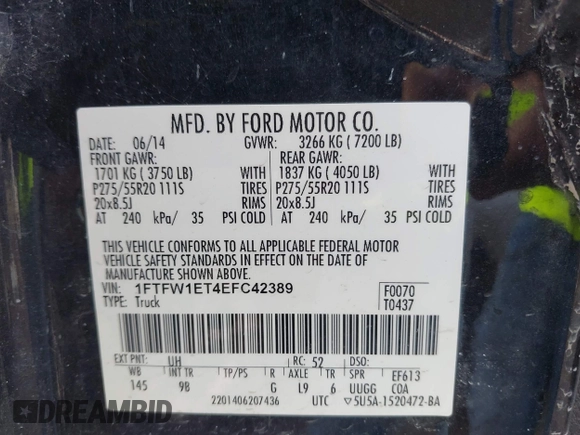 MFD. BY FORD MOTOR CO.
DATE: 06/14 GVWR: 3266 KG ( 7200 LB)
FRONT GAWR: REAR GAWR:
1701 KG ( 3750 LB) WITH 1837 KG ( 4050 LB) WITH
P275/55R20 111S TIRES P275/55R20 111S TIRES
20x8.5J RIMS 20x8.5J RIMS
AT 240 kPa/ 35 PSI COLD AT 240 kPa/ 35 PSI COLD
THIS VEHICLE CONFORMS TO ALL APPLICABLE FEDERAL MOTOR
VEHICLE SAFETY STANDARDS IN EFFECT ON THE DATE OF
MANUFACTURE SHOWN ABOVE.
VIN: 1FTFW1ET4EFC42389 F0070
TYPE: Truck T0437
EXT PNT: UH RC: 52 DSO:
WB INT TR TP/PS R AXLE TR SPR EF613
145 9B G L9 6 UUGG COA
2201406207436 UTC ▽5U5A-1520472-BA
FaxVIN.com